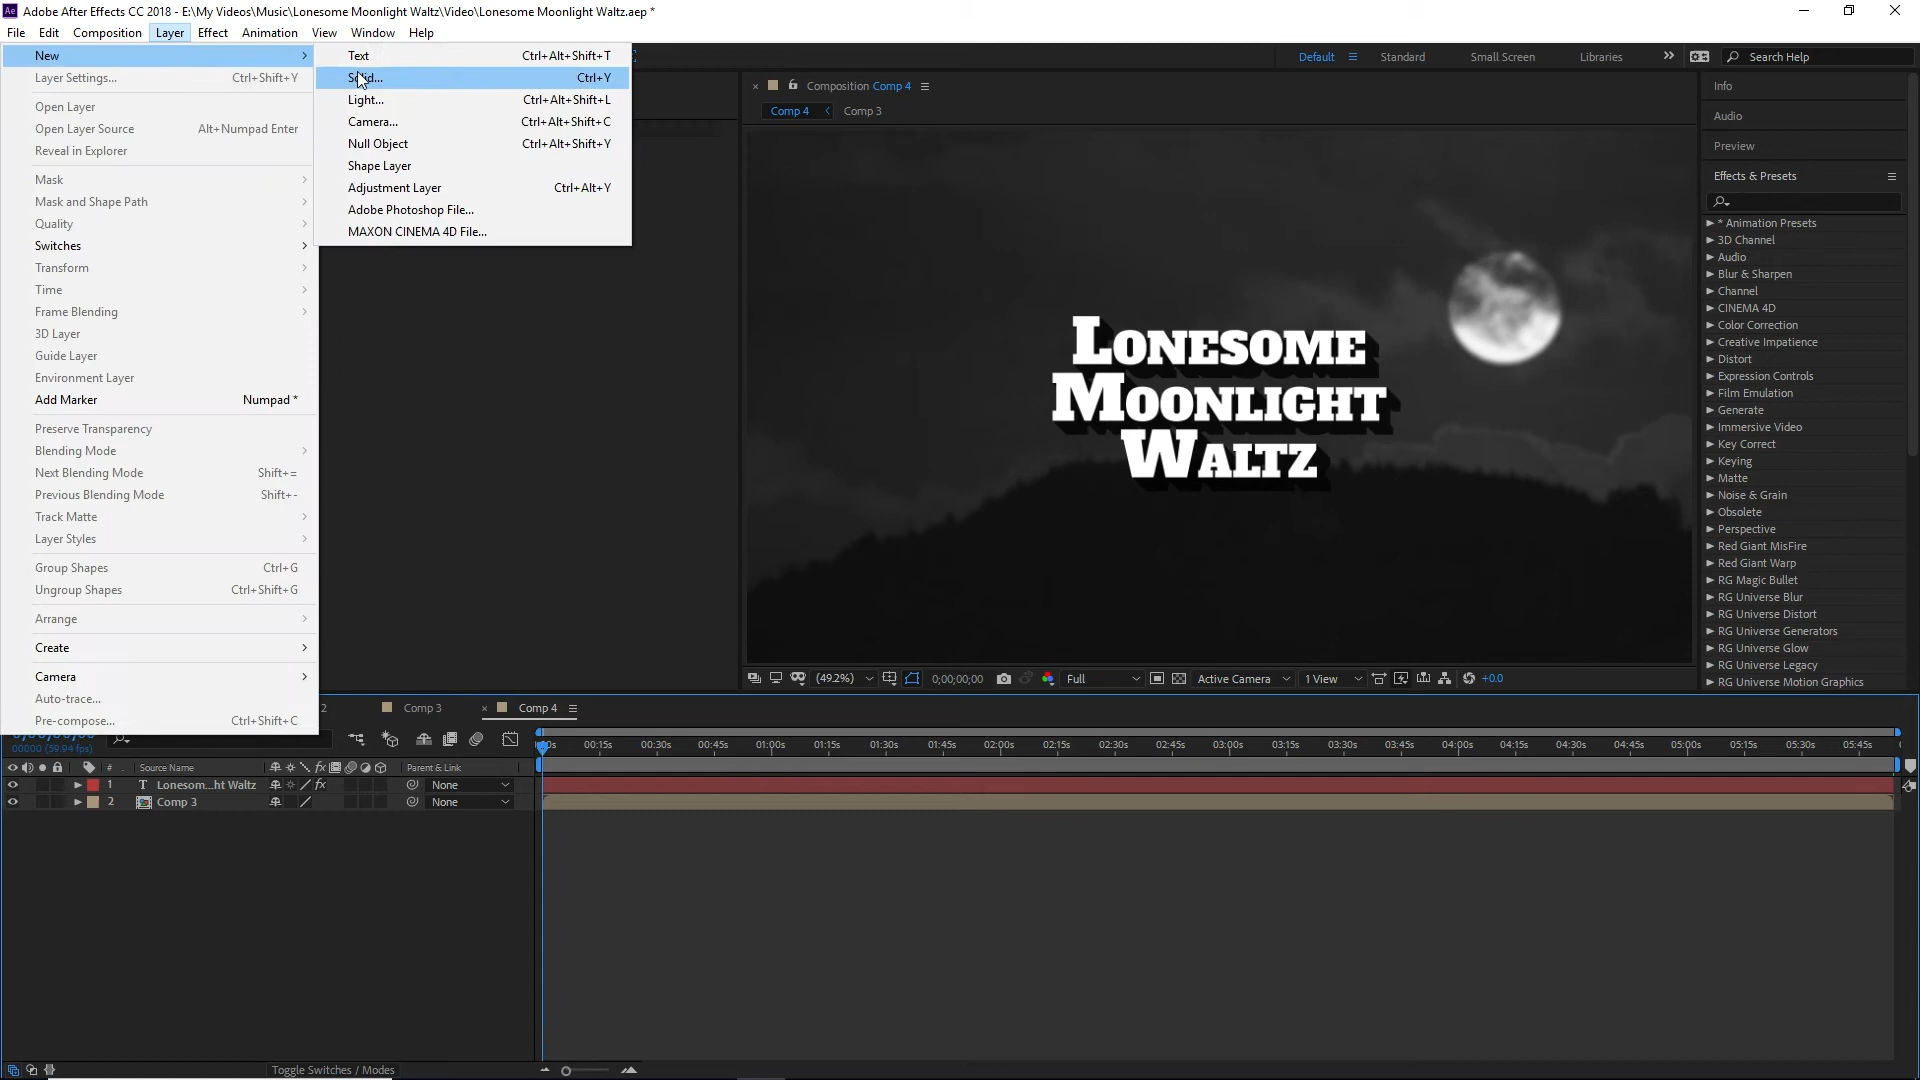 Adobe After Effects CC 2018 - E:\My Videos\Music\Lonesome Moonlight Waltz\Video\Lonesome Moonlight Waltz.aep *
File Edit Composition Layer Effect Animation View Window Help
New
Layer Settings... Ctrl+Shift+Y
Open Layer
Open Layer Source Alt+Numpad Enter
Reveal in Explorer
Mask
Mask and Shape Path
Quality
Switches
Transform
Time
Frame Blending
3D Layer
Guide Layer
Environment Layer
Add Marker Numpad *
Preserve Transparency
Blending Mode
Next Blending Mode Shift+=
Previous Blending Mode Shift+-
Track Matte
Layer Styles
Group Shapes Ctrl+G
Ungroup Shapes Ctrl+Shift+G
Arrange
Create
Camera
Auto-trace...
Pre-compose... Ctrl+Shift+C
Text Ctrl+Alt+Shift+T
Solid... Ctrl+Y
Light... Ctrl+Alt+Shift+L
Camera... Ctrl+Alt+Shift+C
Null Object Ctrl+Alt+Shift+Y
Shape Layer
Adjustment Layer Ctrl+Alt+Y
Adobe Photoshop File...
MAXON CINEMA 4D File...
Default Standard Small Screen Libraries Search Help
Composition Comp 4
Comp 4 Comp 3
Lonesome
Moonlight
Waltz
(49.2%) 0;00;00;00 Full Active Camera 1 View +0.0
Info
Audio
Preview
Effects & Presets
* Animation Presets
3D Channel
Audio
Blur & Sharpen
Channel
CINEMA 4D
Color Correction
Creative Impatience
Distort
Expression Controls
Film Emulation
Generate
Immersive Video
Key Correct
Keying
Matte
Noise & Grain
Obsolete
Perspective
Red Giant MisFire
Red Giant Warp
RG Magic Bullet
RG Universe Blur
RG Universe Distort
RG Universe Generators
RG Universe Glow
RG Universe Legacy
RG Universe Motion Graphics
2 Comp 3 Comp 4
00000 (59.94 fps)
00:15s 00:30s 00:45s 01:00s 01:15s 01:30s 01:45s 02:00s 02:15s 02:30s 02:45s 03:00s 03:15s 03:30s 03:45s 04:00s 04:15s 04:30s 04:45s 05:00s 05:15s 05:30s 05:45s
# Source Name fx Parent & Link
1 T Lonesom...ht Waltz fx None
2 Comp 3 None
Toggle Switches / Modes